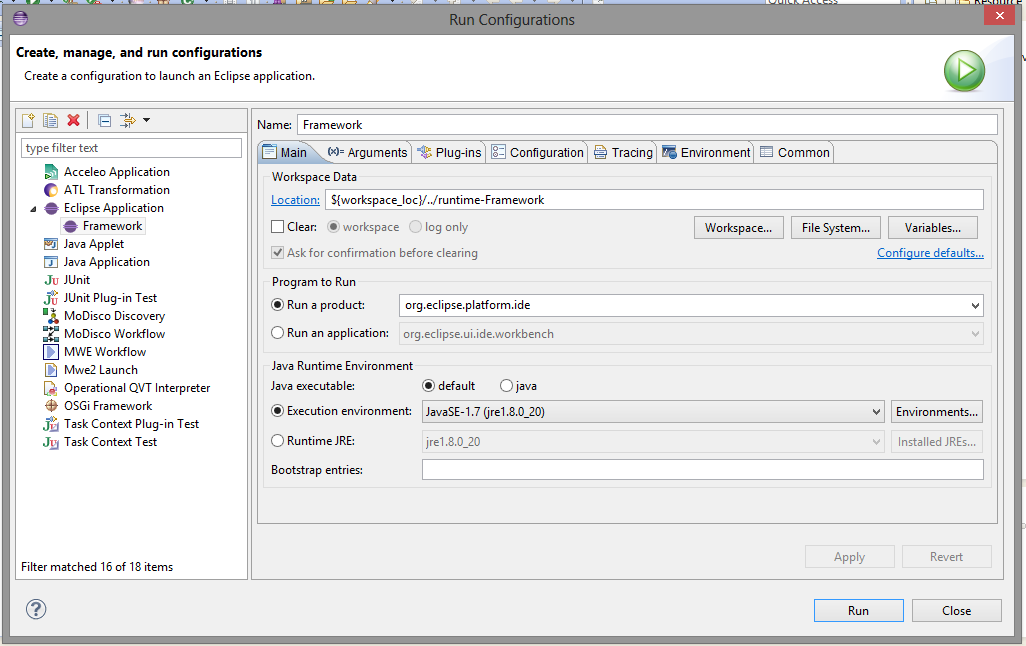 Quick Access
Resource
Run Configurations
Create, manage, and run configurations
Create a configuration to launch an Eclipse application.
type filter text
Acceleo Application
ATL Transformation
Eclipse Application
Framework
Java Applet
Java Application
JUnit
JUnit Plug-in Test
MoDisco Discovery
MoDisco Workflow
MWE Workflow
Mwe2 Launch
Operational QVT Interpreter
OSGi Framework
Task Context Plug-in Test
Task Context Test
Filter matched 16 of 18 items
Name: Framework
Main (x)= Arguments Plug-ins Configuration Tracing Environment Common
Workspace Data
Location: ${workspace_loc}/../runtime-Framework
Clear: workspace log only Workspace... File System... Variables...
Ask for confirmation before clearing Configure defaults...
Program to Run
Run a product: org.eclipse.platform.ide
Run an application: org.eclipse.ui.ide.workbench
Java Runtime Environment
Java executable: default java
Execution environment: JavaSE-1.7 (jre1.8.0_20) Environments...
Runtime JRE: jre1.8.0_20 Installed JREs...
Bootstrap entries:
Apply Revert
Run Close